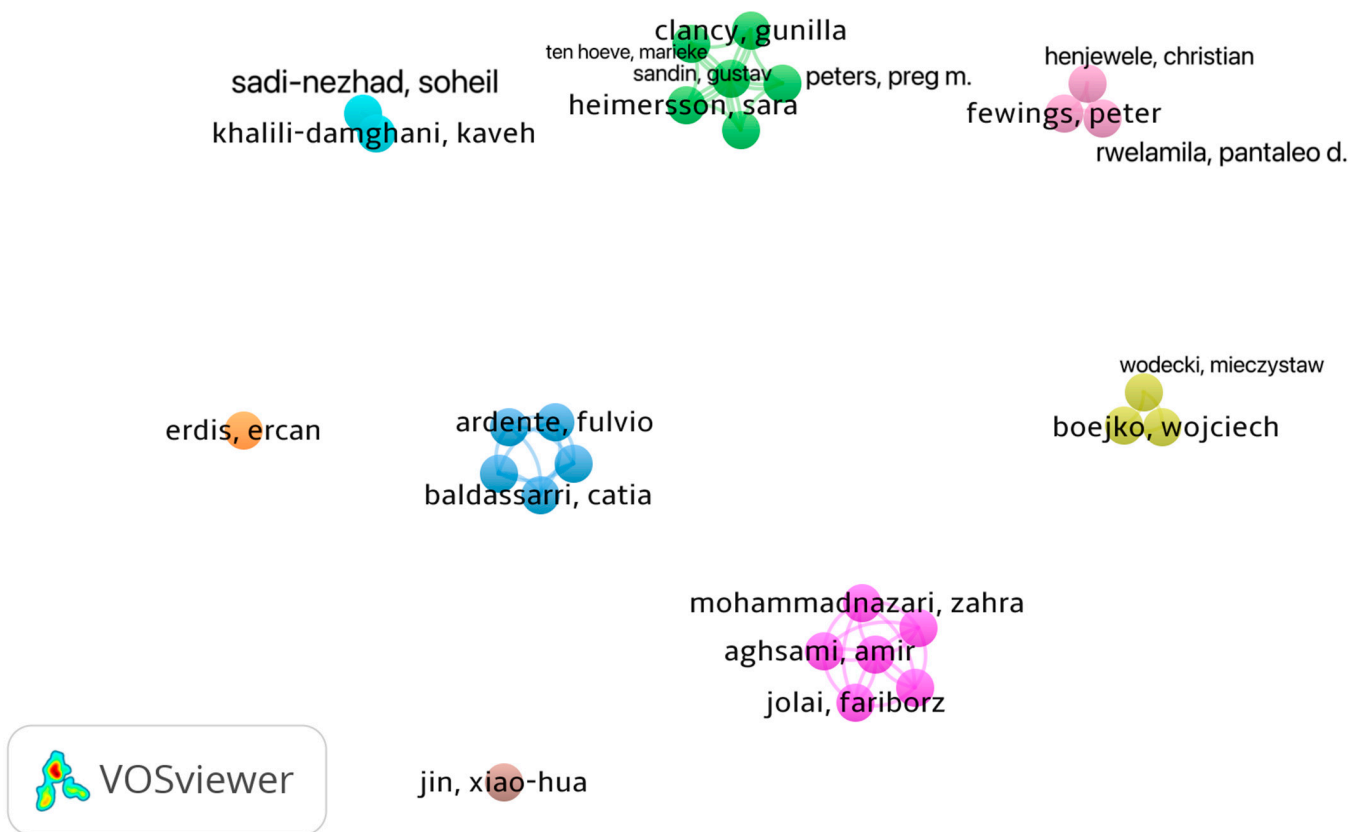 clancy, gunilla
ten hoeve, marieke
sandin, gustav
peters, preg m.
heimersson, sara
henjewele, christian
fewings, peter
rwelamila, pantaleo d.
sadi-nezhad, soheil
khalili-damghani, kaveh
wodecki, mieczystaw
boejko, wojciech
erdis, ercan
ardente, fulvio
baldassarri, catia
mohammadnazari, zahra
aghsami, amir
jolai, fariborz
jin, xiao-hua
VOSviewer